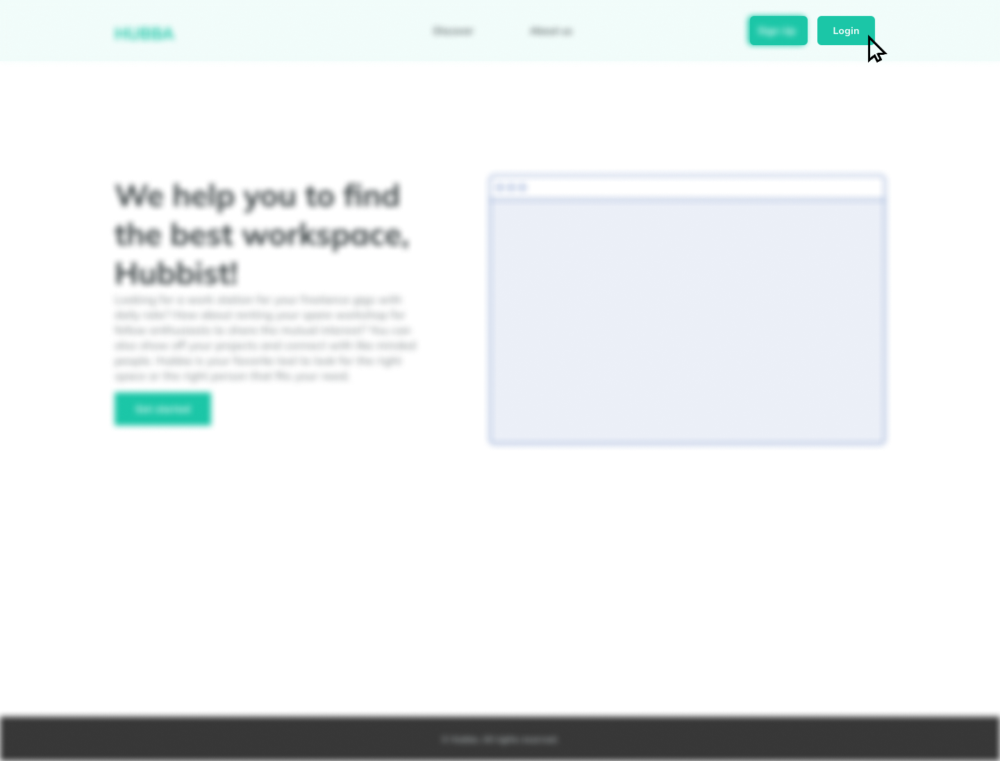 HUBBA
Discover
About us
Sign Up
Login
We help you to find
the best workspace,
Hubbist!
Looking for a work station for your freelance gigs with
daily rate? How about renting your spare workshop for
fellow enthusiasts to share the mutual interest? You can
also show off your projects and connect with like minded
people. Hubba is your favorite tool to look for the right
space or the right person that fits your need.
Get started
© Hubba. All rights reserved.